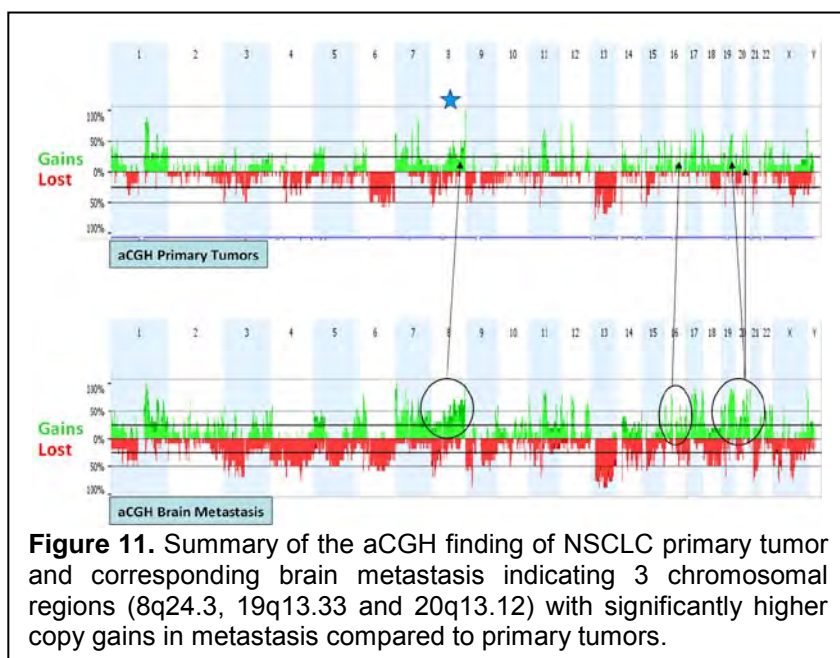 1 2 3 4 5 6 7 8 9 10 11 12 13 14 15 16 17 18 19 20 21 22 X Y
100%
50%
Gains
0%
Lost
50%
100%
aCGH Primary Tumors
1 2 3 4 5 6 7 8 9 10 11 12 13 14 15 16 17 18 19 20 21 22 X Y
100%
50%
Gains
0%
Lost
50%
100%
aCGH Brain Metastasis
Figure 11. Summary of the aCGH finding of NSCLC primary tumor
and corresponding brain metastasis indicating 3 chromosomal
regions (8q24.3, 19q13.33 and 20q13.12) with significantly higher
copy gains in metastasis compared to primary tumors.